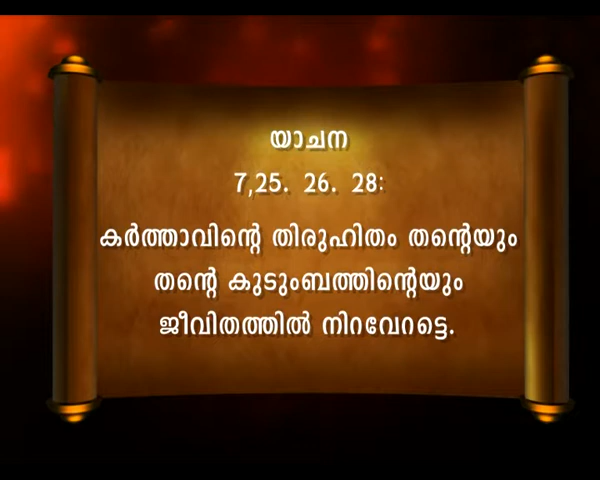 യാചന
7,25. 26. 28:
കർത്താവിന്റെ തിരുഹിതം തന്റെയും
തന്റെ കുടുംബത്തിന്റെയും
ജീവിതത്തിൽ നിറവേറട്ടെ.